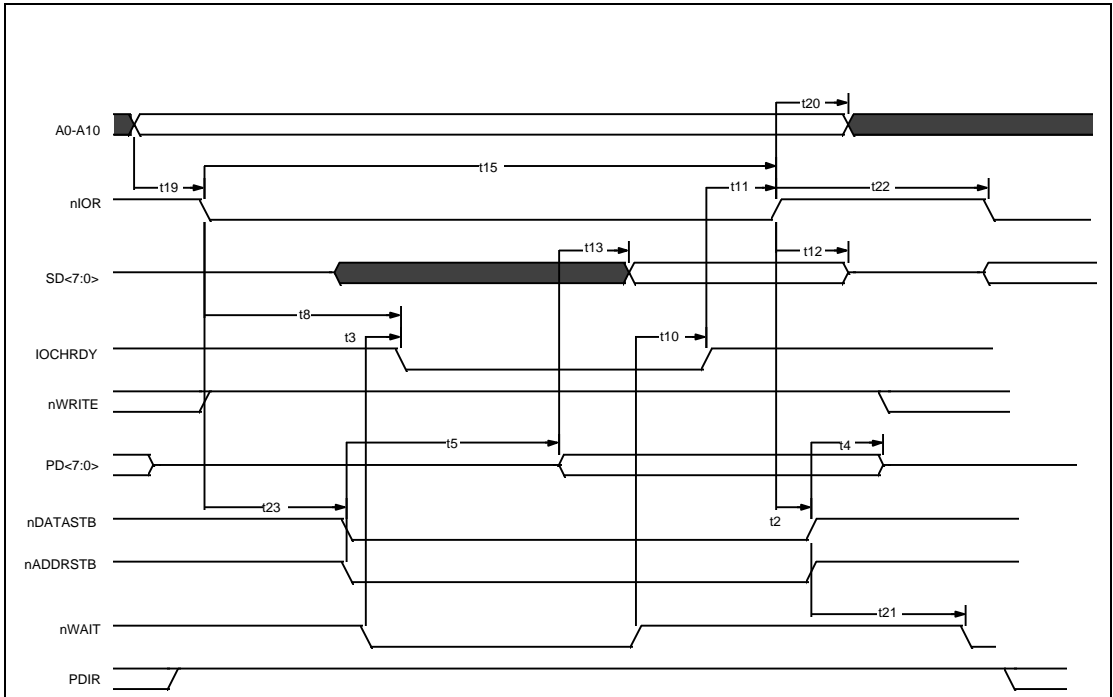 t20
A0-A10
t15
t19
t11
t22
nIOR
t13
t12
SD<7:0>
t8
t3
t10
IOCHRDY
nWRITE
t5
t4
PD<7:0>
t23
t2
nDATASTB
nADDRSTB
t21
nWAIT
PDIR